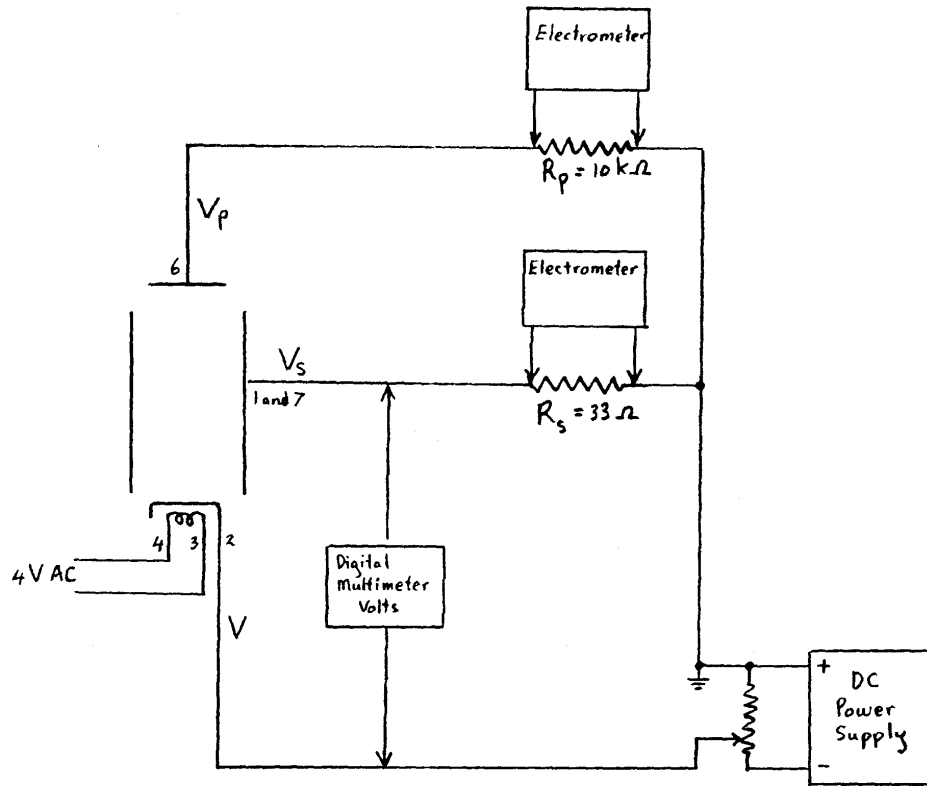 Electrometer
Rp = 10 kΩ
Vp
6
Electrometer
Vs
1 and 7
Rs = 33 Ω
4 3 2
4V AC
Digital
Multimeter
Volts
V
+
DC
Power
Supply
−